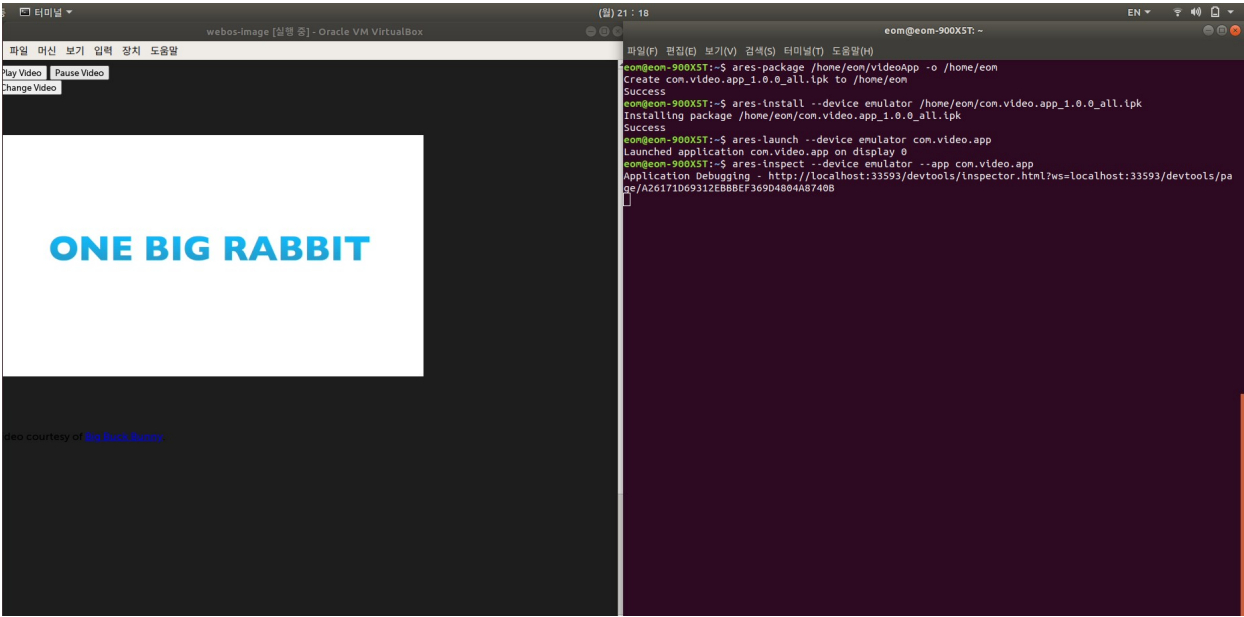 터미널
(월) 21 : 18
EN
webos-image [실행 중] - Oracle VM VirtualBox
파일 머신 보기 입력 장치 도움말
Play Video Pause Video
Change Video
ONE BIG RABBIT
ideo courtesy of Big Buck Bunny
eom@eom-900X5T: ~
파일(F) 편집(E) 보기(V) 검색(S) 터미널(T) 도움말(H)
eom@eom-900X5T:~$ ares-package /home/eom/videoApp -o /home/eom
Create com.video.app_1.0.0_all.ipk to /home/eom
Success
eom@eom-900X5T:~$ ares-install --device emulator /home/eom/com.video.app_1.0.0_all.ipk
Installing package /home/eom/com.video.app_1.0.0_all.ipk
Success
eom@eom-900X5T:~$ ares-launch --device emulator com.video.app
Launched application com.video.app on display 0
eom@eom-900X5T:~$ ares-inspect --device emulator --app com.video.app
Application Debugging - http://localhost:33593/devtools/inspector.html?ws=localhost:33593/devtools/pa
ge/A26171D69312EBBBEF369D4804A8740B